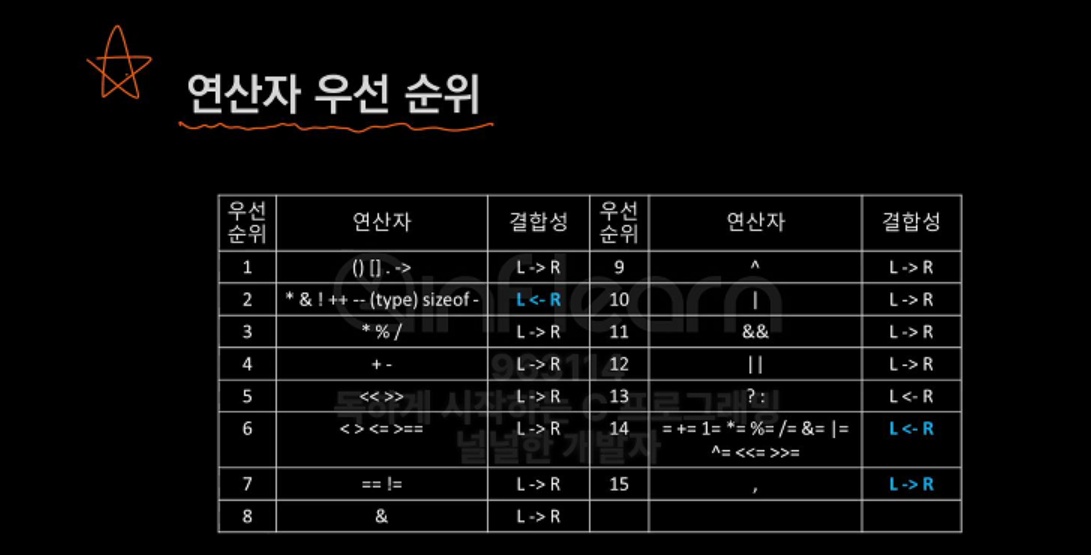 연산자 우선 순위
우선 순위 연산자 결합성 우선 순위 연산자 결합성
1 () [] . -> L -> R 9 ^ L -> R
2 * & ! ++ -- (type) sizeof - L <- R 10 | L -> R
3 * % / L -> R 11 && L -> R
4 + - L -> R 12 || L -> R
5 << >> L -> R 13 ? : L <- R
6 < > <= >== L -> R 14 = += 1= *= %= /= &= |= ^= <<= >>= L <- R
7 == != L -> R 15 , L -> R
8 & L -> R
inflearn
963114
독하게 시작하는 C 프로그래밍
널널한 개발자